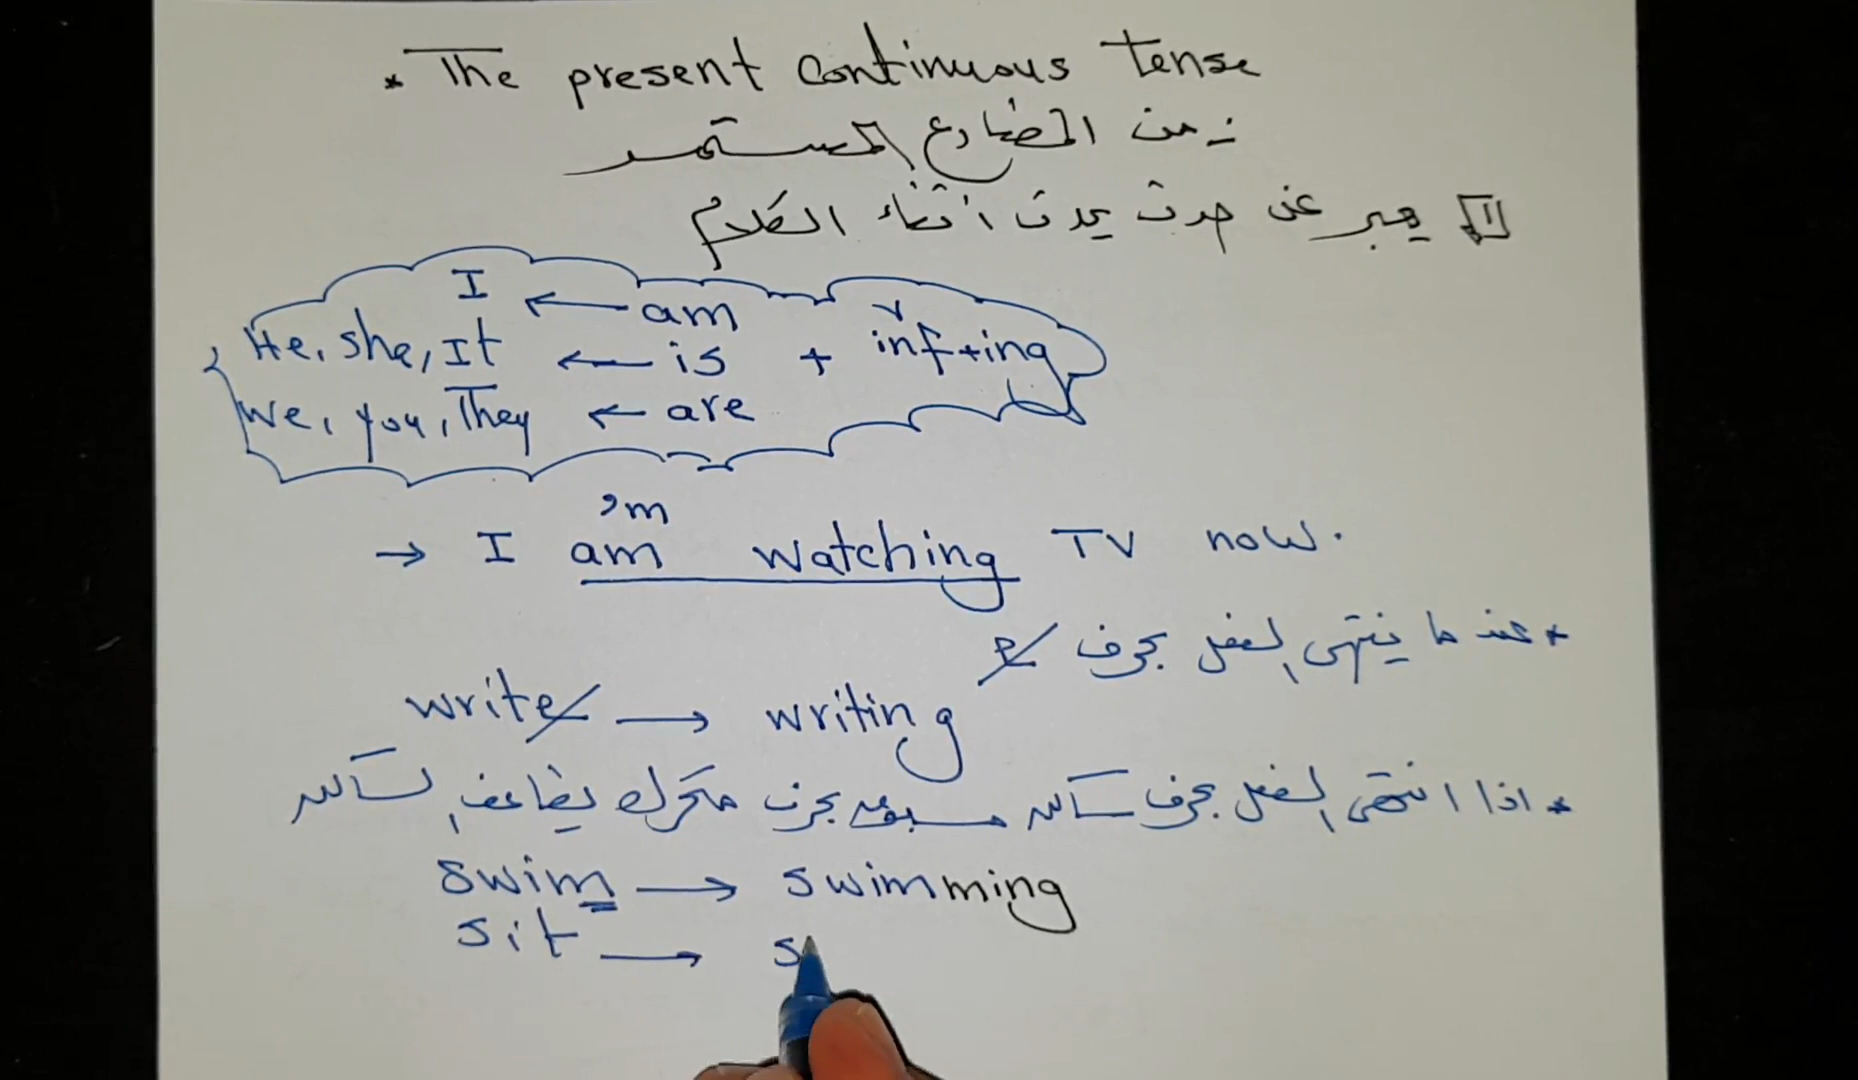 * The present continuous Tense
زمن المضارع المستمر
1 يعبر عن حدث يحدث أثناء الكلام
I ← am
He, she, It ← is + inf + ing
we, you, They ← are
'm
→ I am watching TV now.
* عندما ينتهى الفعل بحرف e
write → writing
* اذا انتهى الفعل بحرف ساكن مسبوق بحرف متحرك يضاعف الساكن
swim → swimming
sit → s